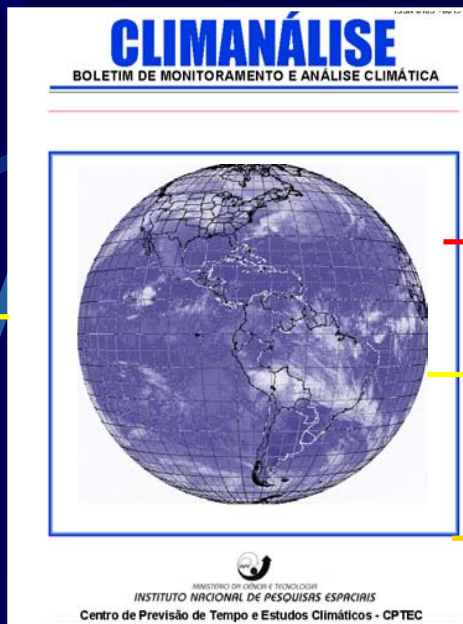 CLIMANÁLISE
BOLETIM DE MONITORAMENTO E ANÁLISE CLIMÁTICA
MINISTÉRIO DA CIÊNCIA E TECNOLOGIA
INSTITUTO NACIONAL DE PESQUISAS ESPACIAIS
Centro de Previsão de Tempo e Estudos Climáticos - CPTEC